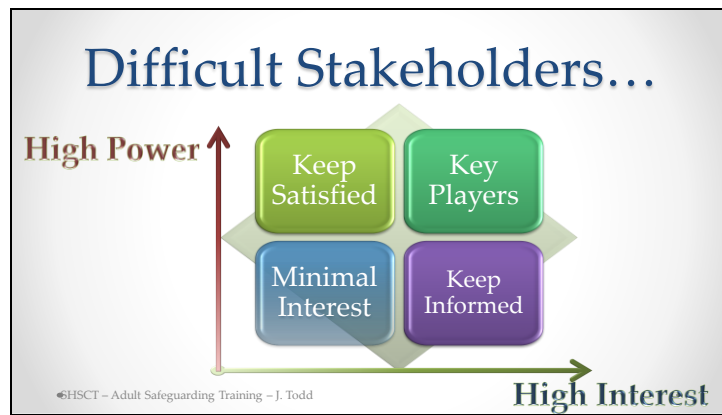 Difficult Stakeholders…
High Power
Keep
Satisfied
Key
Players
Minimal
Interest
Keep
Informed
SHSCT – Adult Safeguarding Training – J. Todd
High Interest